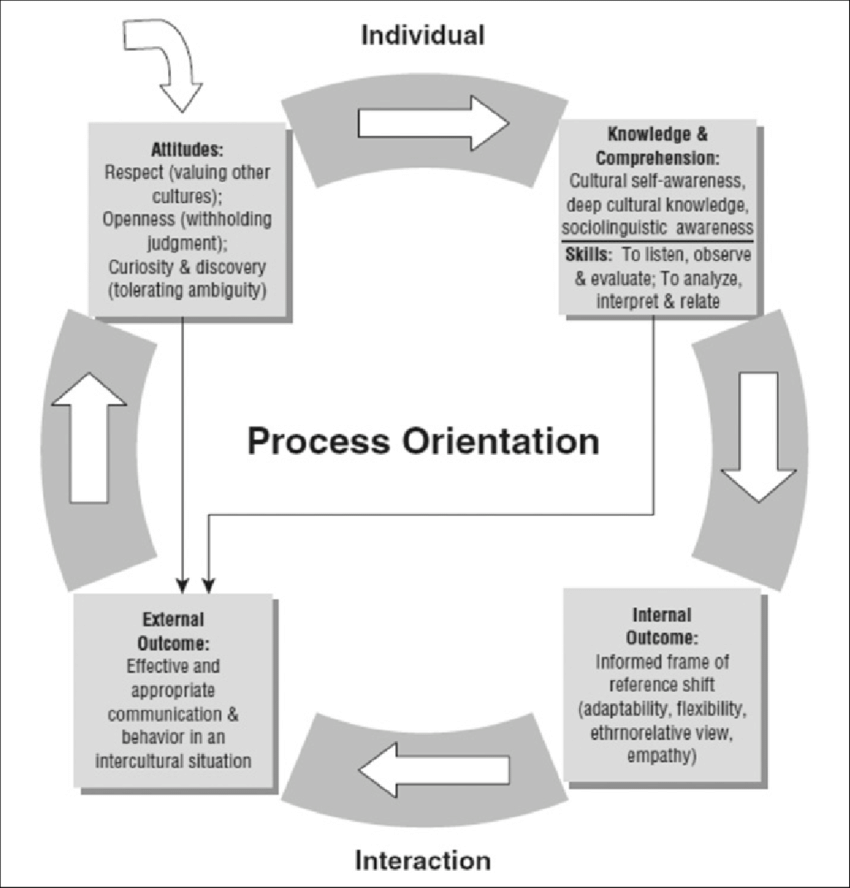 Individual
Attitudes:
Respect (valuing other
cultures);
Openness (withholding
judgment);
Curiosity & discovery
(tolerating ambiguity)
Knowledge &
Comprehension:
Cultural self-awareness,
deep cultural knowledge,
sociolinguistic awareness
Skills: To listen, observe
& evaluate; To analyze,
interpret & relate
Process Orientation
External
Outcome:
Effective and
appropriate
communication &
behavior in an
intercultural situation
Internal
Outcome:
Informed frame of
reference shift
(adaptability, flexibility,
ethrnorelative view,
empathy)
Interaction